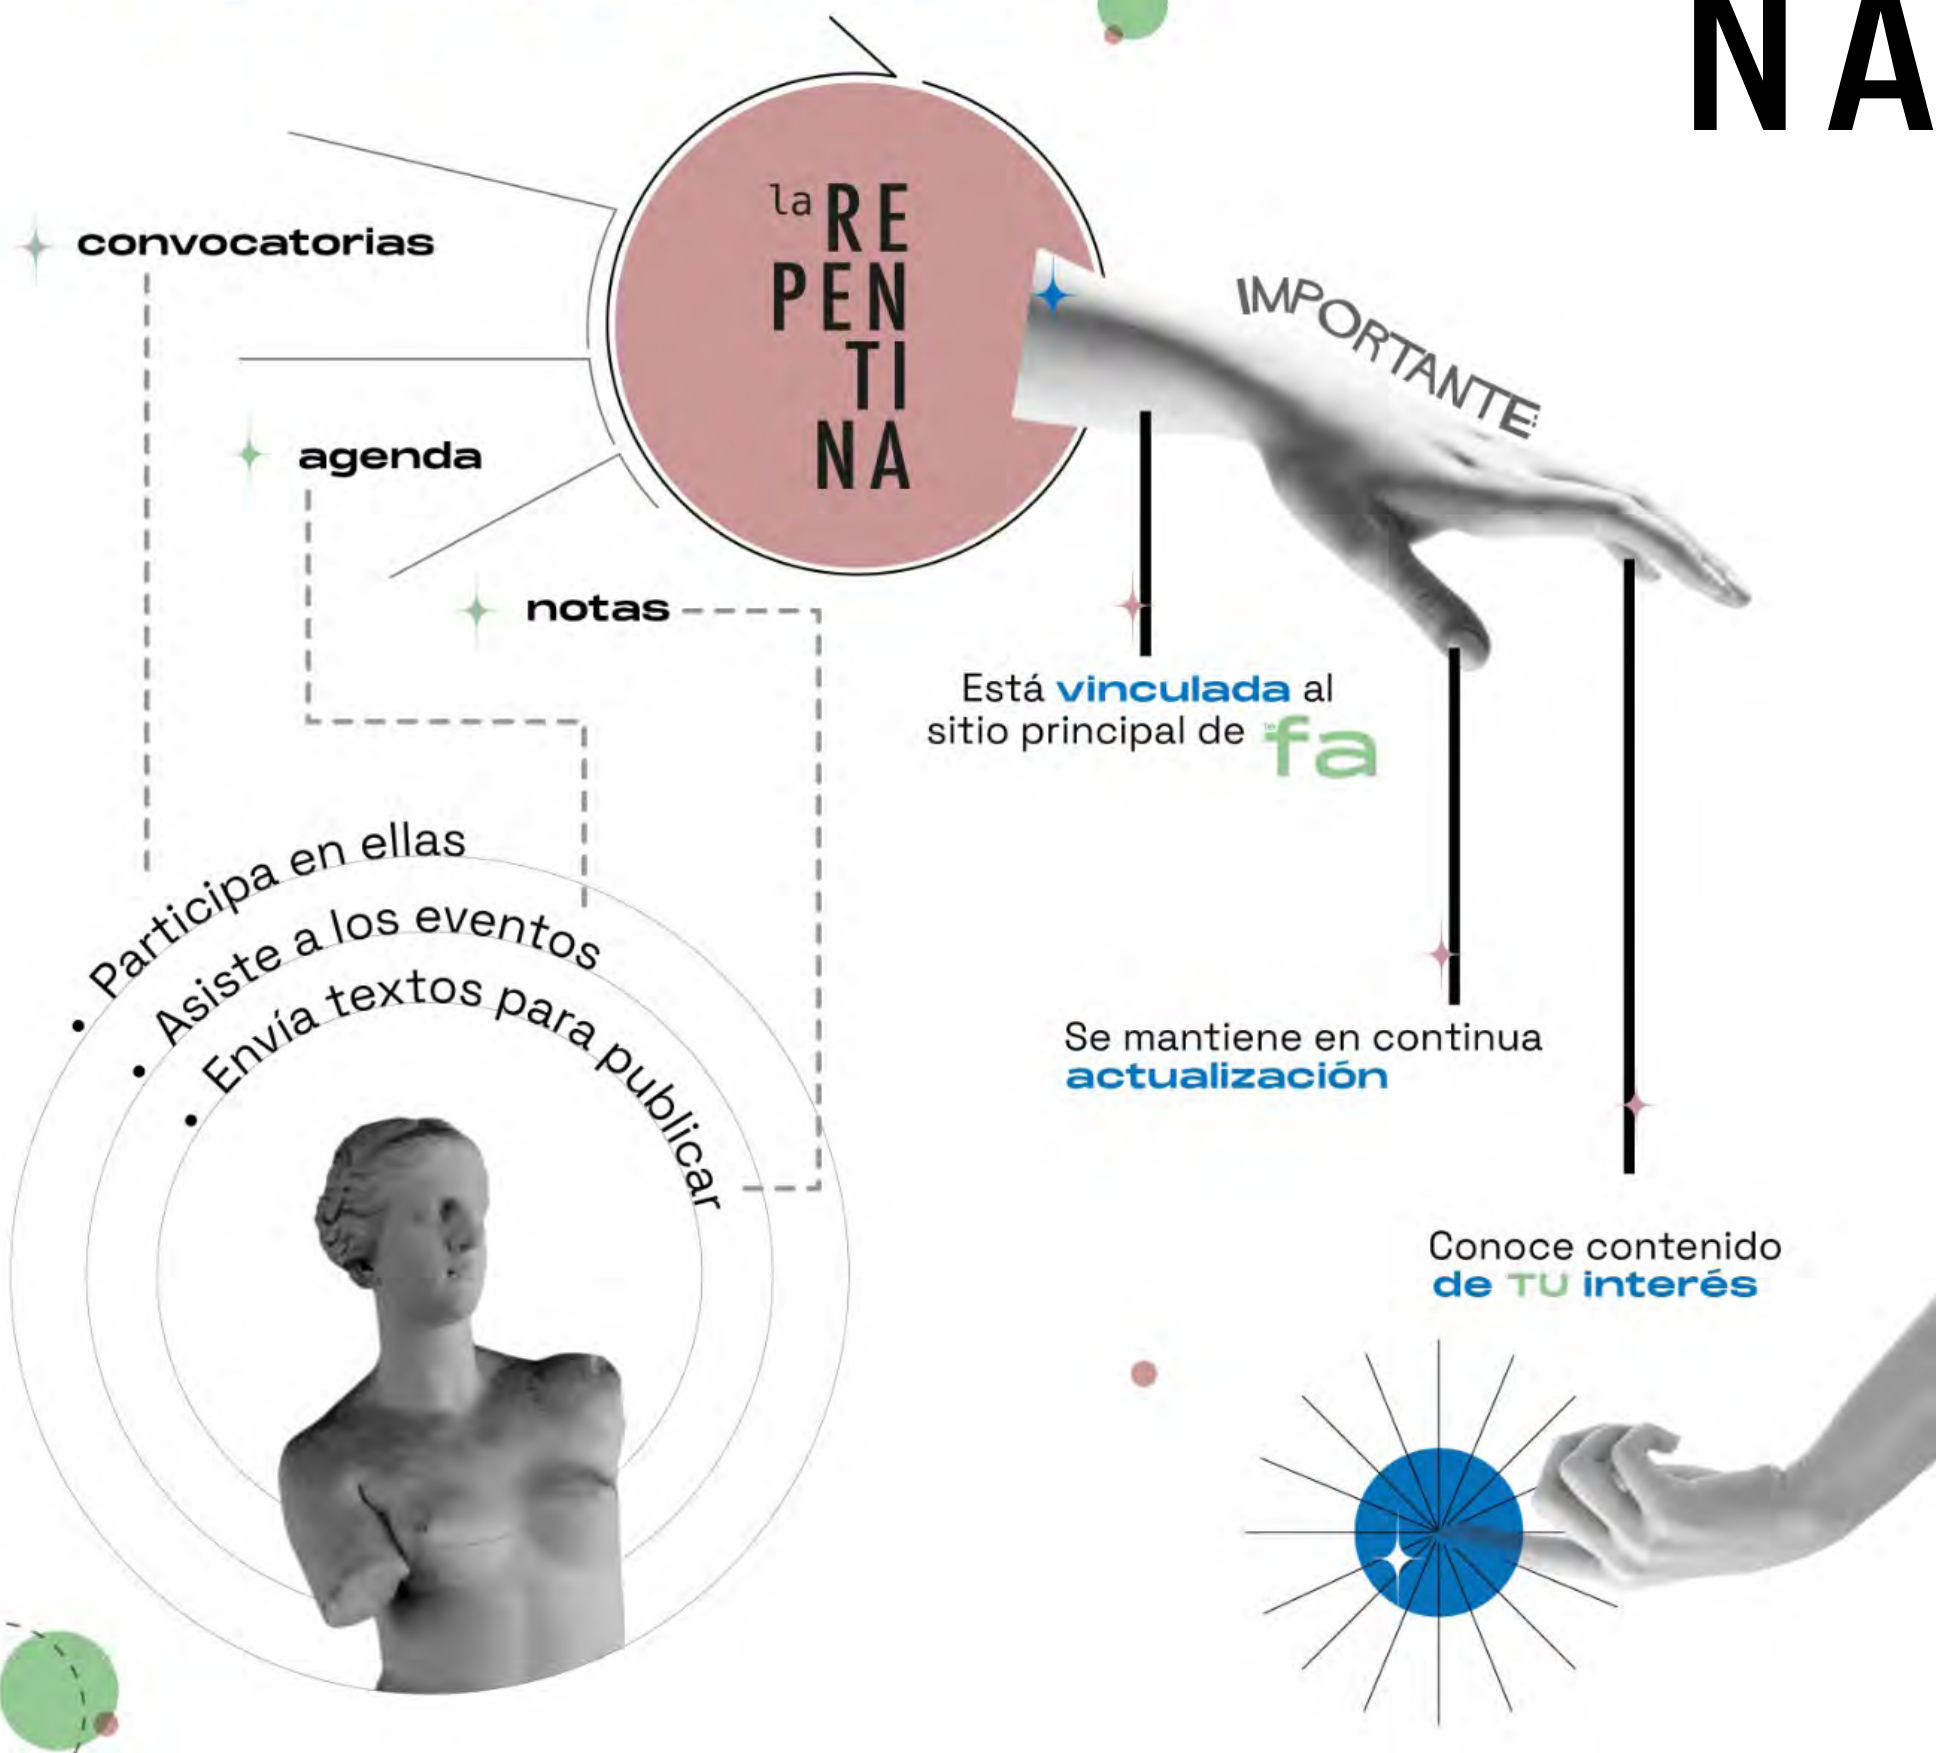 NA
la RE
PEN
TI
NA
convocatorias
agenda
notas
IMPORTANTE:
Está vinculada al
sitio principal de fa
Participa en ellas
Asiste a los eventos
Envía textos para publicar
Se mantiene en continua
actualización
Conoce contenido
de TU interés